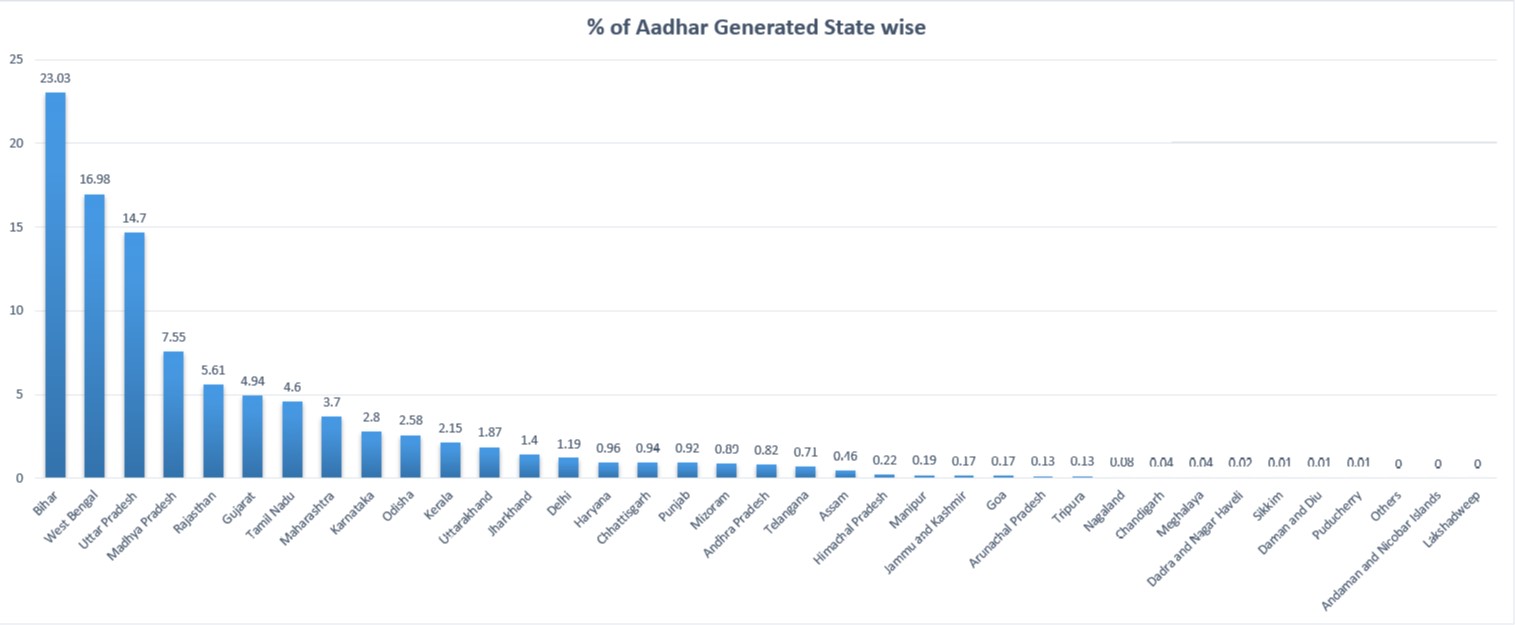 % of Aadhar Generated State wise
25
20
15
10
5
0
23.03
16.98
14.7
7.55
5.61
4.94
4.6
3.7
2.8
2.58
2.15
1.87
1.4
1.19
0.96
0.94
0.92
0.89
0.82
0.71
0.46
0.22
0.19
0.17
0.17
0.13
0.13
0.08
0.04
0.04
0.02
0.01
0.01
0.01
0
0
0
Bihar
West Bengal
Uttar Pradesh
Madhya Pradesh
Rajasthan
Gujarat
Tamil Nadu
Maharashtra
Karnataka
Odisha
Kerala
Uttarakhand
Jharkhand
Delhi
Haryana
Chhattisgarh
Punjab
Mizoram
Andhra Pradesh
Telangana
Assam
Himachal Pradesh
Manipur
Jammu and Kashmir
Goa
Arunachal Pradesh
Tripura
Nagaland
Chandigarh
Meghalaya
Dadra and Nagar Haveli
Sikkim
Daman and Diu
Puducherry
Others
Andaman and Nicobar Islands
Lakshadweep